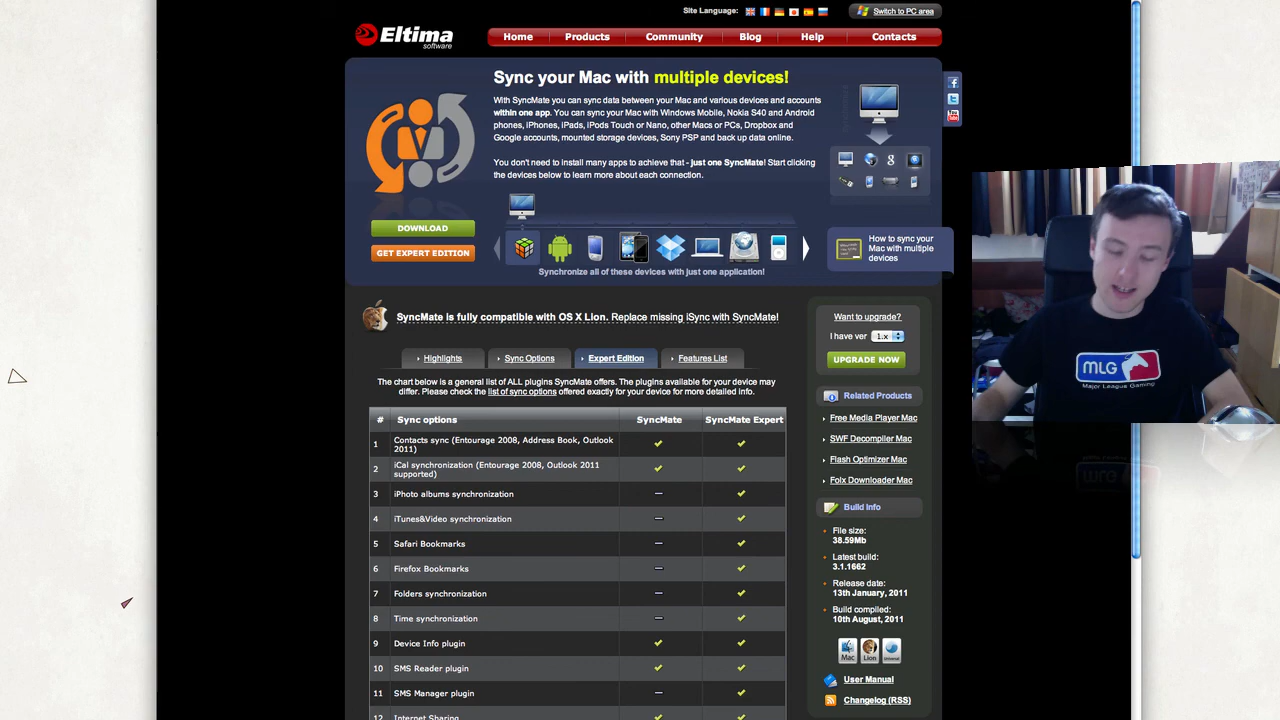 Site Language:
Switch to PC area
Eltima
software
Home
Products
Community
Blog
Help
Contacts
Sync your Mac with multiple devices!
With SyncMate you can sync data between your Mac and various devices and accounts
within one app. You can sync your Mac with Windows Mobile, Nokia S40 and Android
phones, iPhones, iPads, iPods Touch or Nano, other Macs or PCs, Dropbox and
Google accounts, mounted storage devices, Sony PSP and back up data online.
You don't need to install many apps to achieve that - just one SyncMate! Start clicking
the devices below to learn more about each connection.
DOWNLOAD
GET EXPERT EDITION
Synchronize all of these devices with just one application!
How to sync your
Mac with multiple
devices
SyncMate is fully compatible with OS X Lion. Replace missing iSync with SyncMate!
Highlights
Sync Options
Expert Edition
Features List
The chart below is a general list of ALL plugins SyncMate offers. The plugins available for your device may
differ. Please check the list of sync options offered exactly for your device for more detailed info.
# Sync options SyncMate SyncMate Expert
1 Contacts sync (Entourage 2008, Address Book, Outlook
2011)
2 iCal synchronization (Entourage 2008, Outlook 2011
supported)
3 iPhoto albums synchronization
4 iTunes&Video synchronization
5 Safari Bookmarks
6 Firefox Bookmarks
7 Folders synchronization
8 Time synchronization
9 Device Info plugin
10 SMS Reader plugin
11 SMS Manager plugin
12 Internet Sharing
Want to upgrade?
I have ver 1.x
UPGRADE NOW
Related Products
Free Media Player Mac
SWF Decompiler Mac
Flash Optimizer Mac
Folx Downloader Mac
Build Info
File size:
38.59Mb
Latest build:
3.1.1662
Release date:
13th January, 2011
Build compiled:
10th August, 2011
Mac
Lion
User Manual
Changelog (RSS)
MLG
Major League Gaming